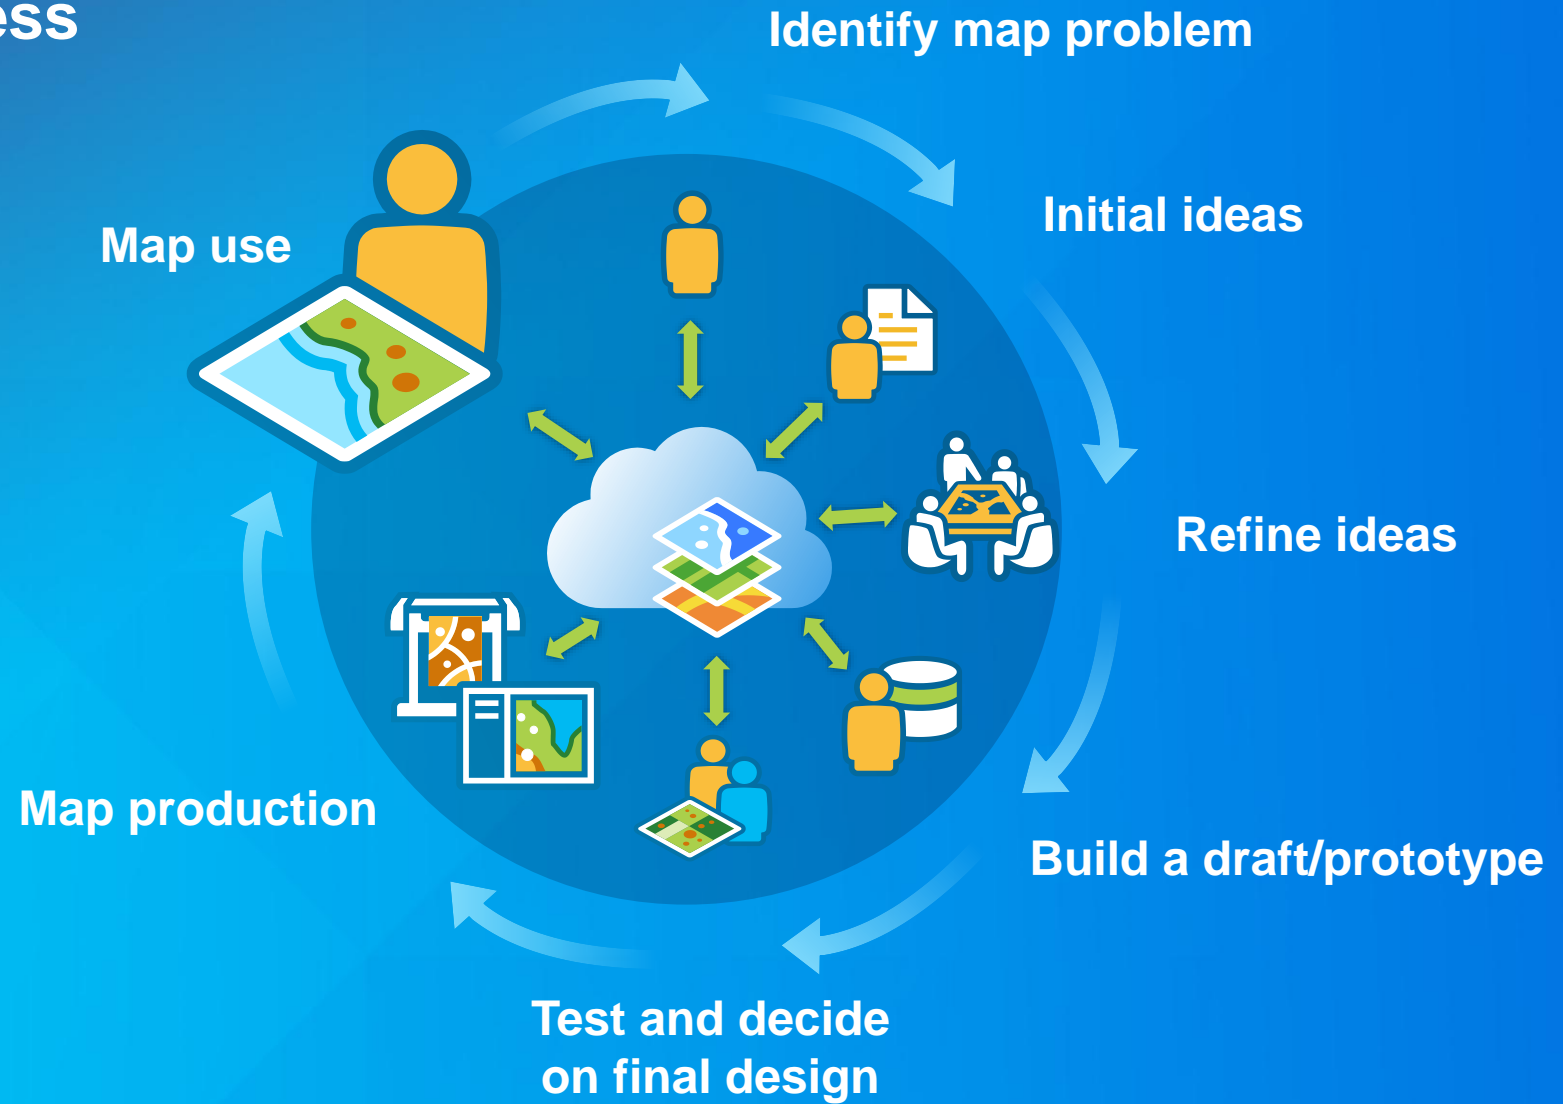 ess
Identify map problem
Initial ideas
Map use
Refine ideas
Map production
Build a draft/prototype
Test and decide
on final design